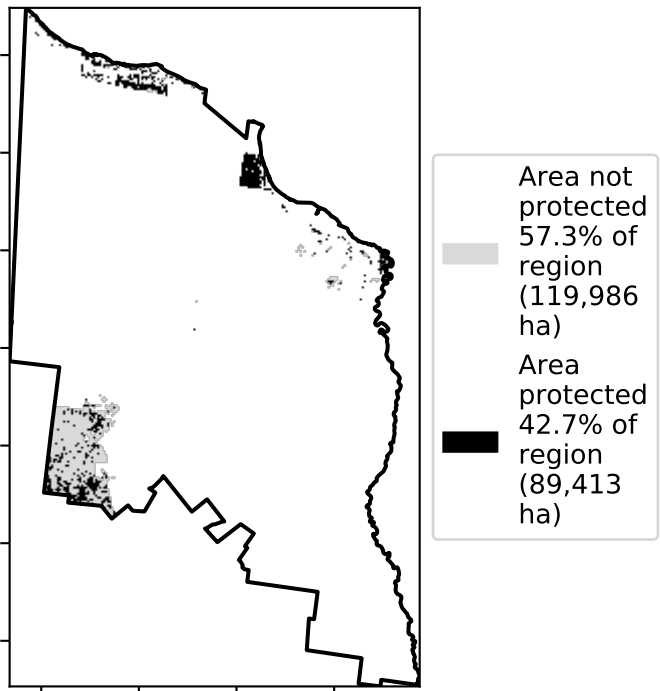 Area not
protected
57.3% of
region
(119,986
ha)
Area
protected
42.7% of
region
(89,413
ha)